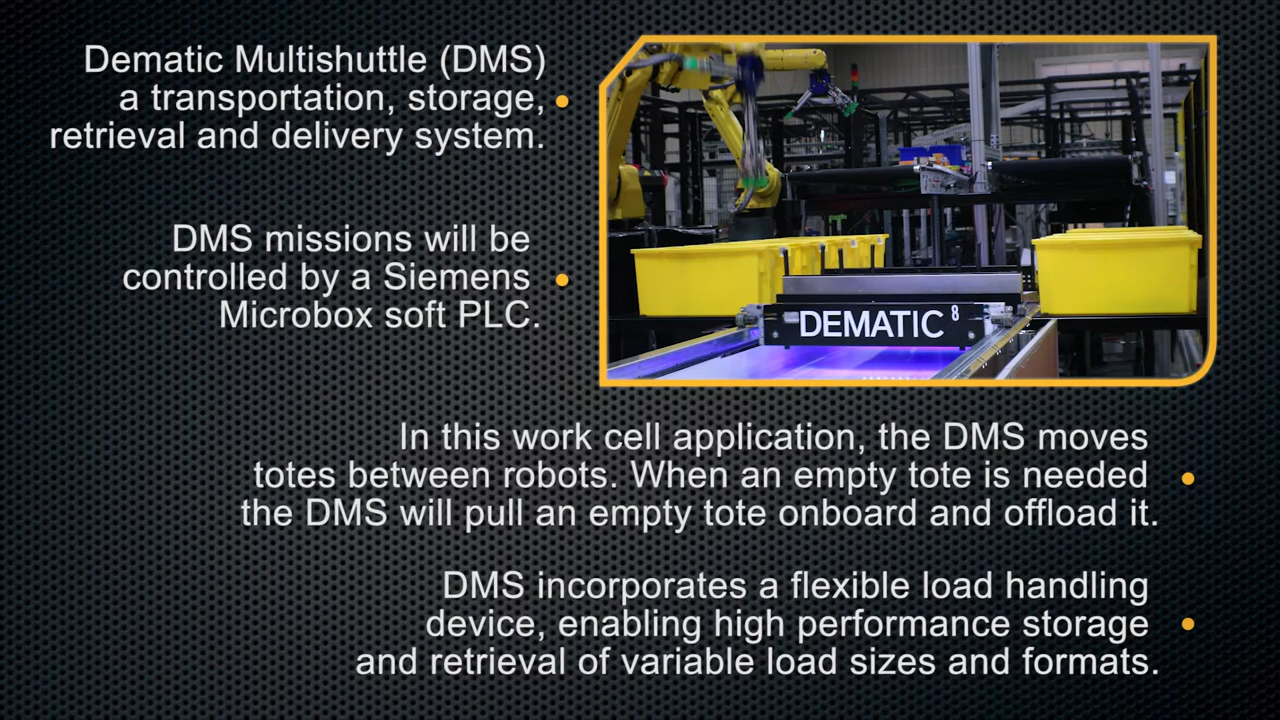 Dematic Multishuttle (DMS)
a transportation, storage,
retrieval and delivery system.
DMS missions will be
controlled by a Siemens
Microbox soft PLC.
DEMATIC 8
In this work cell application, the DMS moves
totes between robots. When an empty tote is needed
the DMS will pull an empty tote onboard and offload it.
DMS incorporates a flexible load handling
device, enabling high performance storage
and retrieval of variable load sizes and formats.